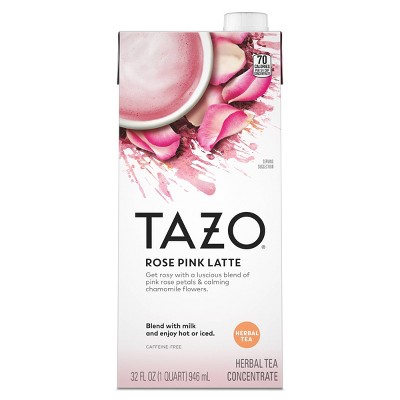 70
CALORIES
TAZO®
ROSE PINK LATTE
Get rosy with a luscious blend of
pink rose petals & calming
chamomile flowers.
Blend with milk
and enjoy hot or iced.
HERBAL
TEA
CAFFEINE-FREE
HERBAL TEA
CONCENTRATE
32 FL OZ (1 QUART) 946 mL